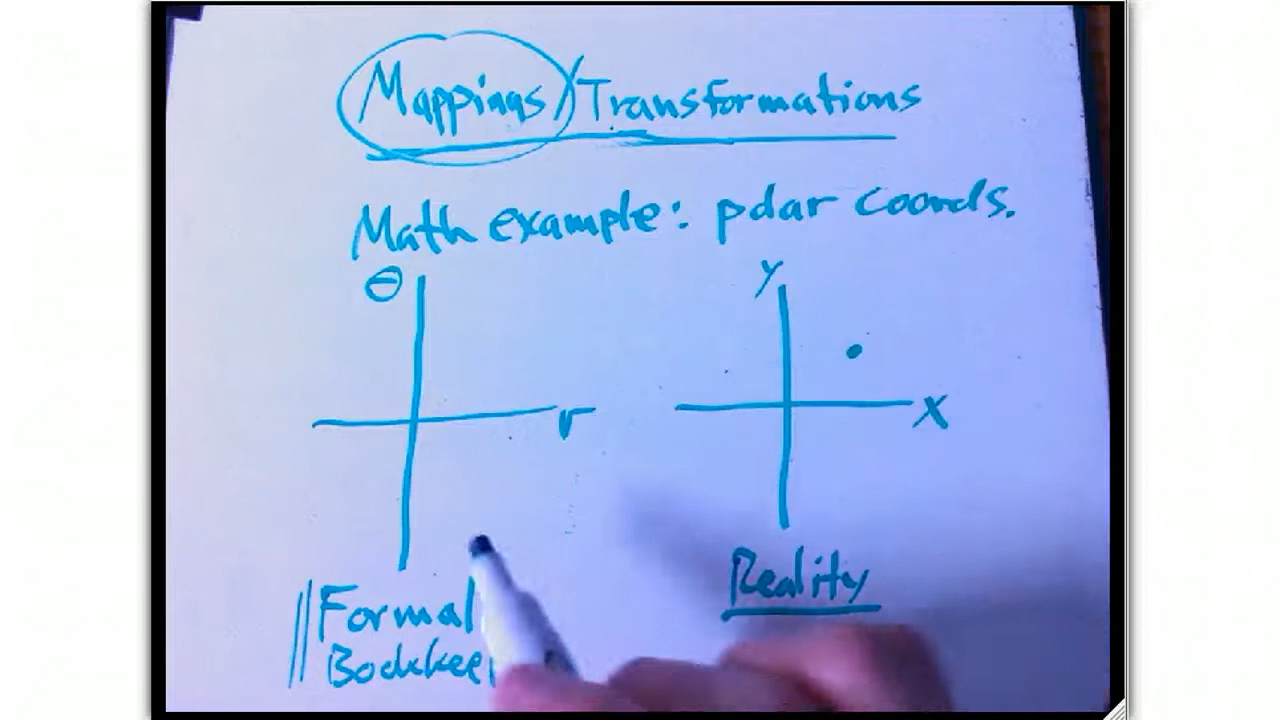 Mappings/Transformations
Math example: polar coords.
θ
y
r
x
Formal
Reality